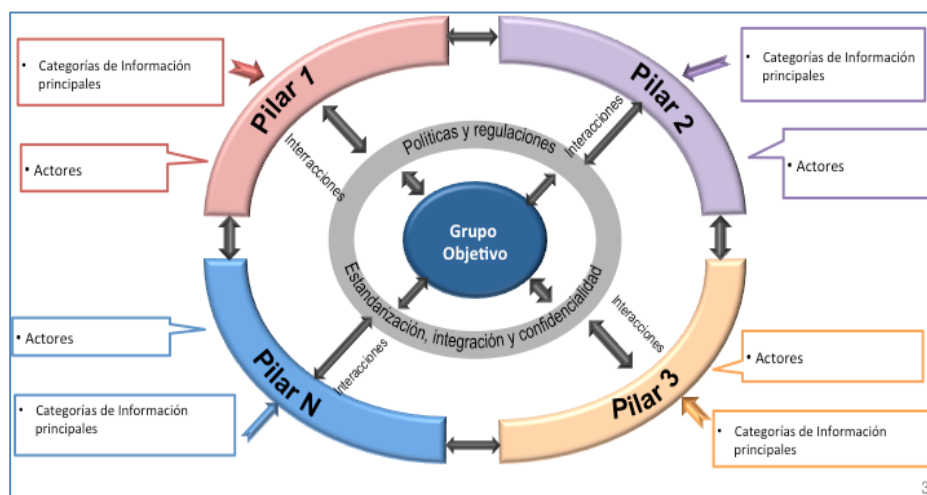 • Categorías de Información
principales
Pilar 1
• Actores
Interracciones
Pilar 2
• Categorías de Información
principales
• Actores
Interacciones
Políticas y regulaciones
Grupo
Objetivo
Estandarización, integración y confidencialidad
• Actores
Pilar N
• Categorías de Información
principales
Interacciones
Interacciones
Pilar 3
• Actores
• Categorías de Información
principales
3